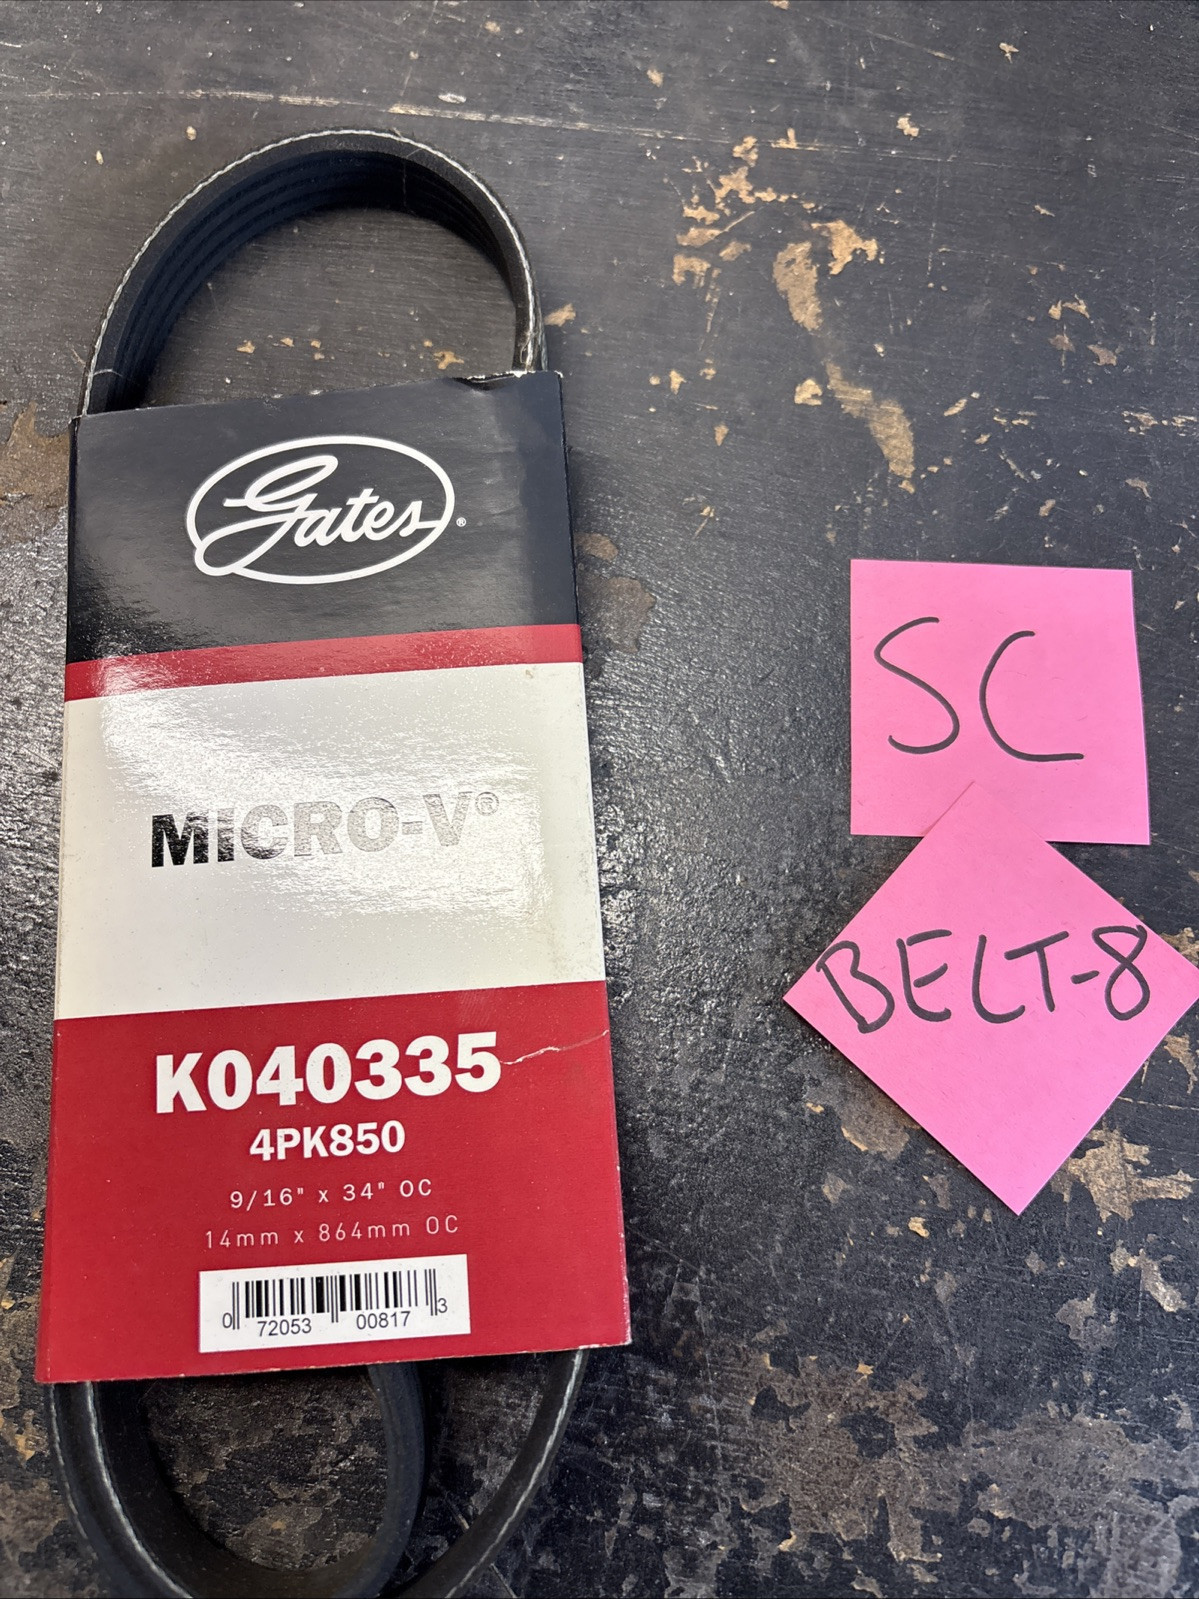 Gates®
MICRO-V®
K040335
4PK850
9/16" x 34" OC
14mm x 864mm OC
0 72053 00817 3
SC
BELT-8